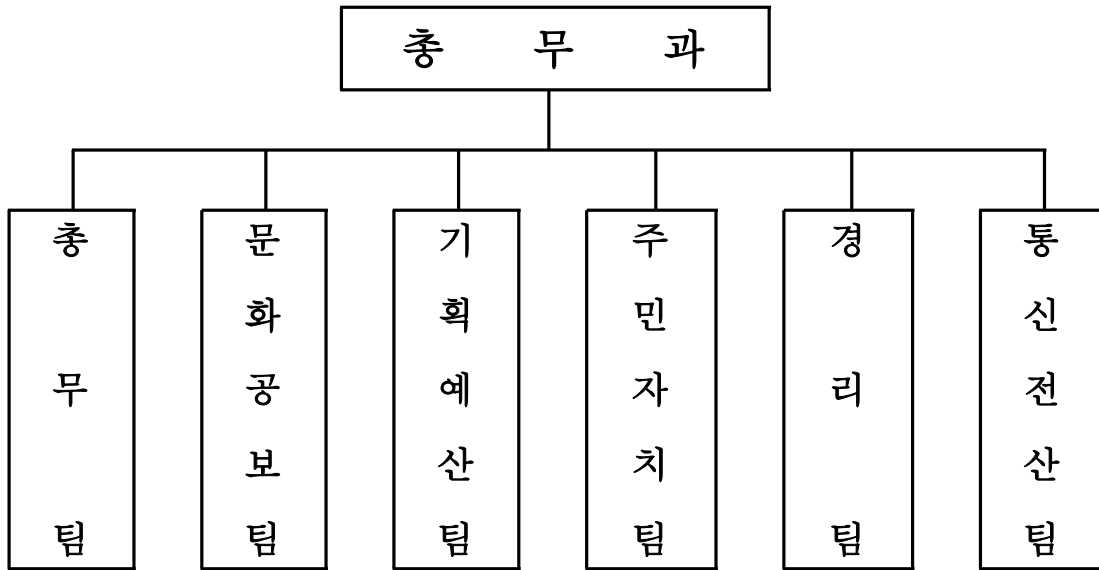 총 무 과
총무팀
문화공보팀
기획예산팀
주민자치팀
경리팀
통신전산팀